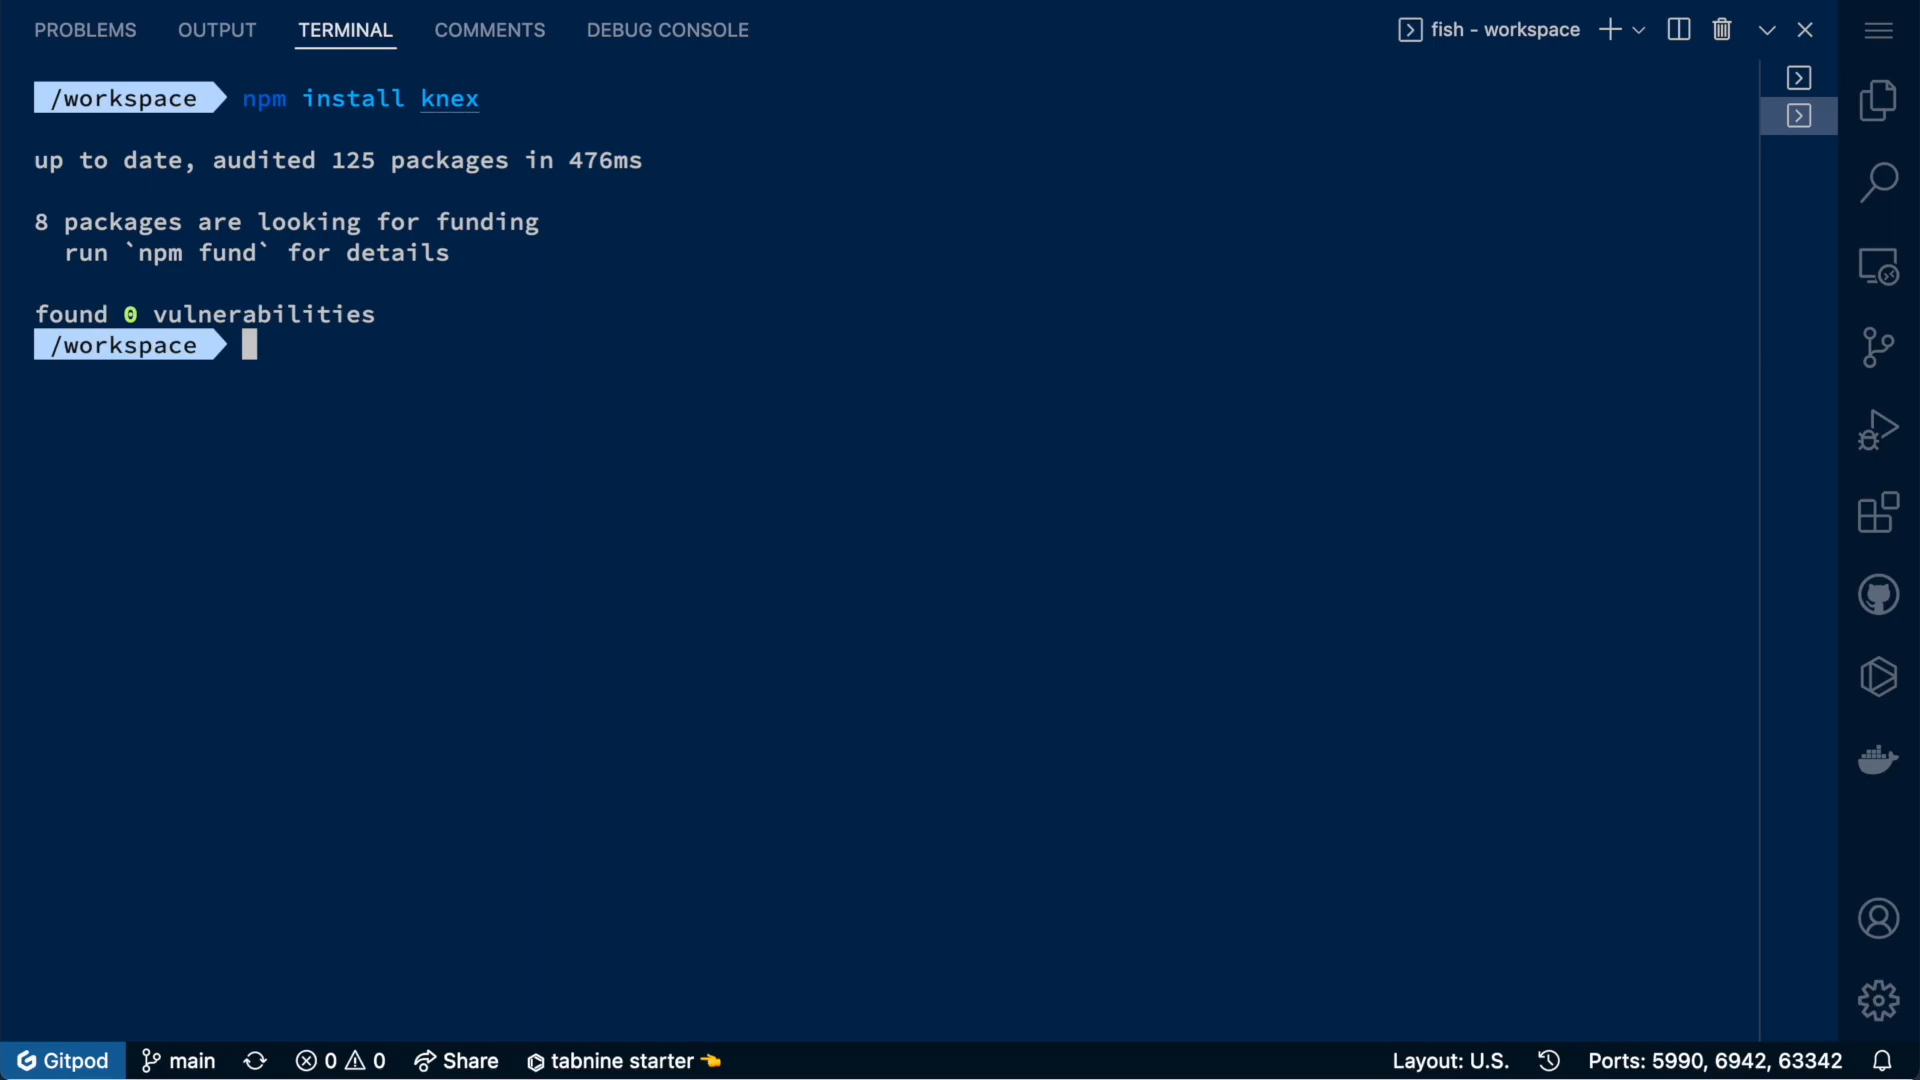 PROBLEMS OUTPUT TERMINAL COMMENTS DEBUG CONSOLE fish - workspace
/workspace npm install knex
up to date, audited 125 packages in 476ms
8 packages are looking for funding
run `npm fund` for details
found 0 vulnerabilities
/workspace
Gitpod main 0 0 Share tabnine starter Layout: U.S. Ports: 5990, 6942, 63342